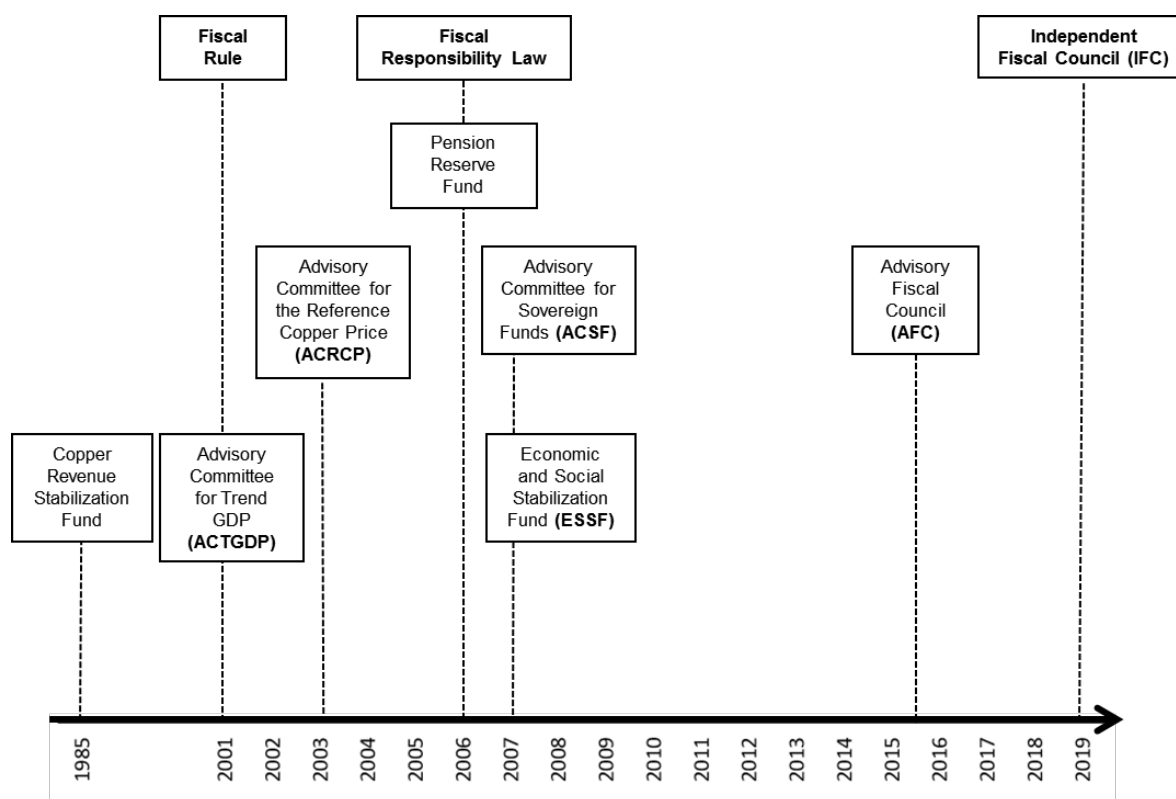 Fiscal
Rule
Fiscal
Responsibility Law
Independent
Fiscal Council (IFC)
Pension
Reserve
Fund
Advisory
Committee for
the Reference
Copper Price
(ACRCP)
Advisory
Committee for
Sovereign
Funds (ACSF)
Advisory
Fiscal
Council
(AFC)
Copper
Revenue
Stabilization
Fund
Advisory
Committee
for Trend
GDP
(ACTGDP)
Economic
and Social
Stabilization
Fund (ESSF)
1985
2001
2002
2003
2004
2005
2006
2007
2008
2009
2010
2011
2012
2013
2014
2015
2016
2017
2018
2019